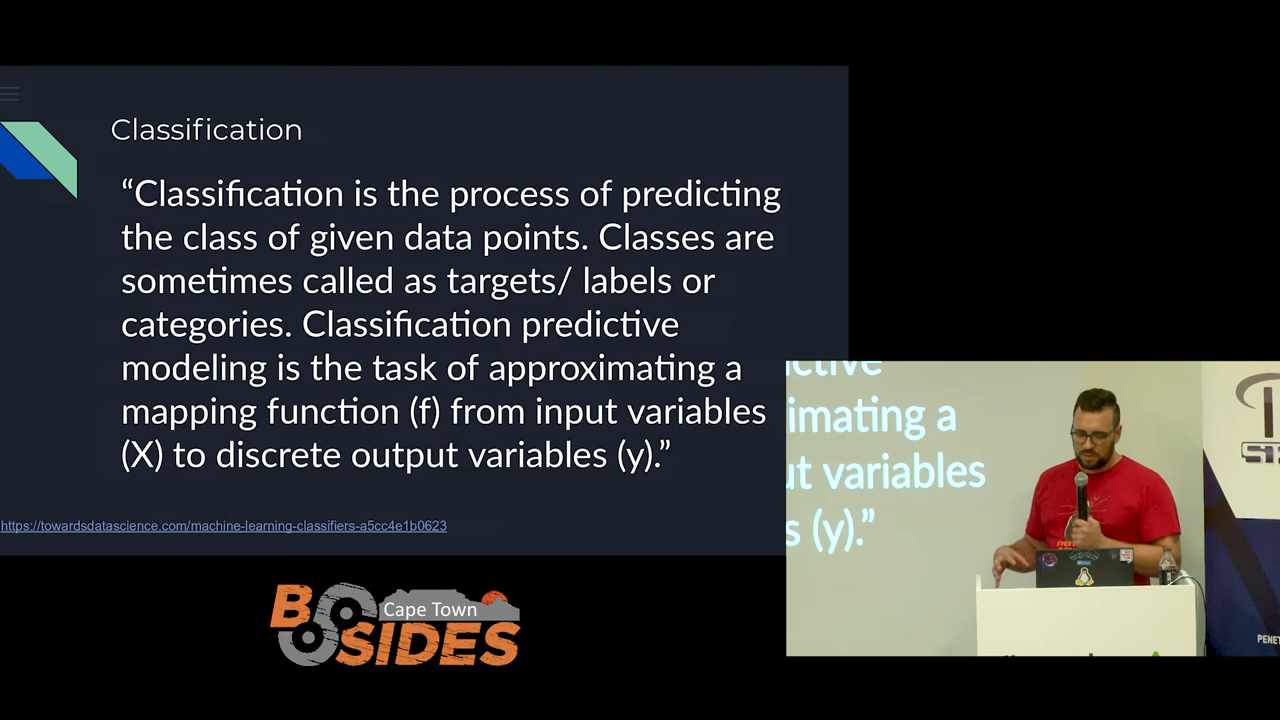 Classification
“Classification is the process of predicting
the class of given data points. Classes are
sometimes called as targets/ labels or
categories. Classification predictive
modeling is the task of approximating a
mapping function (f) from input variables
(X) to discrete output variables (y).”
https://towardsdatascience.com/machine-learning-classifiers-a5cc4e1b0623
ictive
imating a
ut variables
s (y).”
PENET
BSIDES
Cape Town